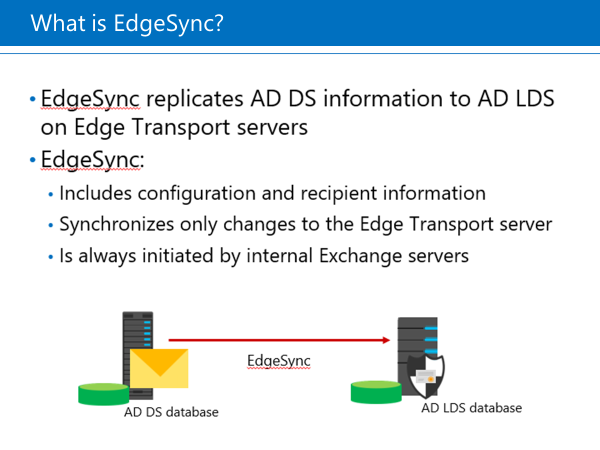 What is EdgeSync?
• EdgeSync replicates AD DS information to AD LDS
on Edge Transport servers
• EdgeSync:
• Includes configuration and recipient information
• Synchronizes only changes to the Edge Transport server
• Is always initiated by internal Exchange servers
EdgeSync
AD DS database
AD LDS database